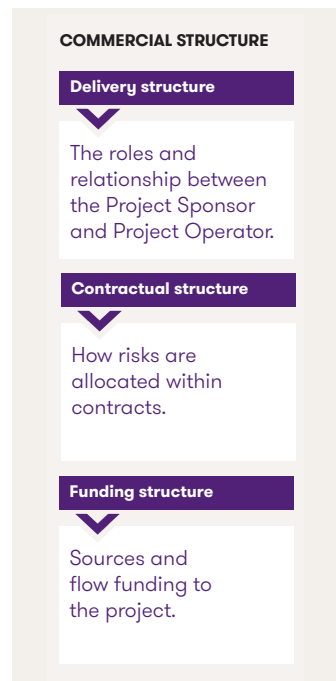 COMMERCIAL STRUCTURE
Delivery structure
The roles and
relationship between
the Project Sponsor
and Project Operator.
Contractual structure
How risks are
allocated within
contracts.
Funding structure
Sources and
flow funding to
the project.